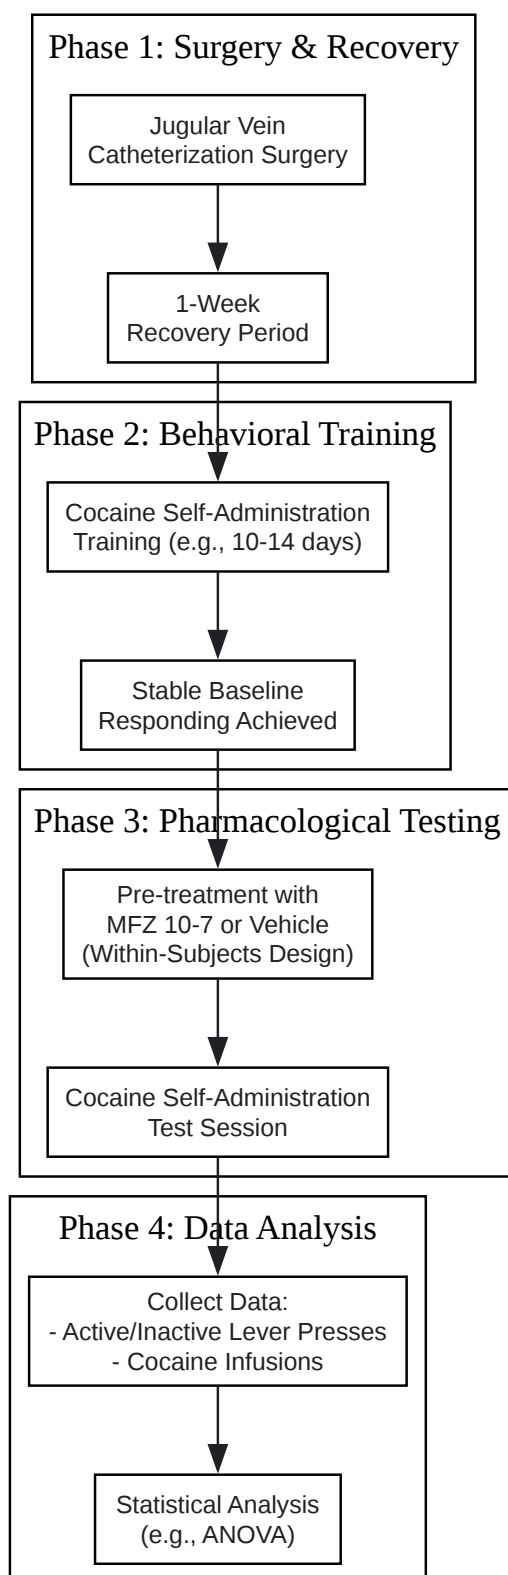 Phase 1: Surgery & Recovery
Jugular Vein
Catheterization Surgery
1-Week
Recovery Period
Phase 2: Behavioral Training
Cocaine Self-Administration
Training (e.g., 10-14 days)
Stable Baseline
Responding Achieved
Phase 3: Pharmacological Testing
Pre-treatment with
MFZ 10-7 or Vehicle
(Within-Subjects Design)
Cocaine Self-Administration
Test Session
Phase 4: Data Analysis
Collect Data:
- Active/Inactive Lever Presses
- Cocaine Infusions
Statistical Analysis
(e.g., ANOVA)